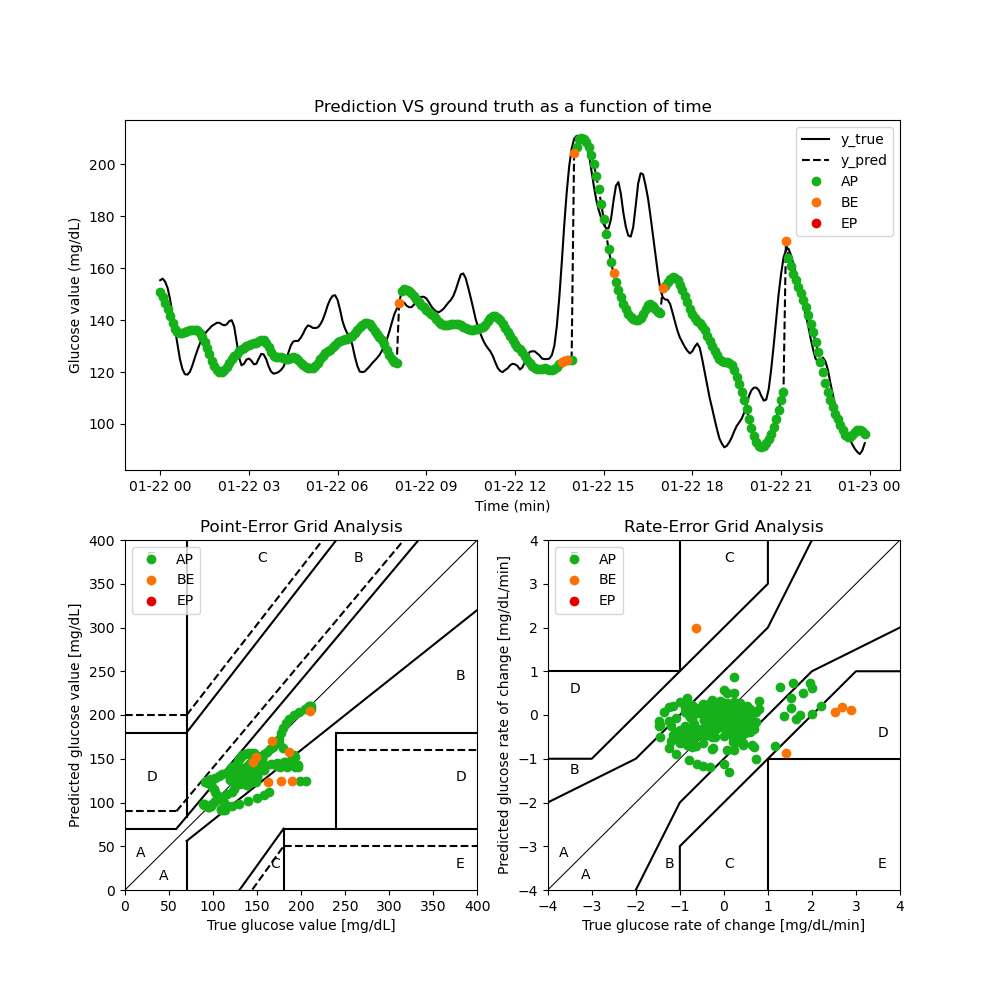 Prediction VS ground truth as a function of time
Glucose value (mg/dL)
200
180
160
140
120
100
y_true
y_pred
AP
BE
EP
01-22 00 01-22 03 01-22 06 01-22 09 01-22 12 01-22 15 01-22 18 01-22 21 01-23 00
Time (min)
Point-Error Grid Analysis
Predicted glucose value [mg/dL]
400
350
300
250
200
150
100
50
0
AP
BE
EP
C
B
B
D
D
A
A
C
E
0 50 100 150 200 250 300 350 400
True glucose value [mg/dL]
Rate-Error Grid Analysis
Predicted glucose rate of change [mg/dL/min]
4
3
2
1
0
−1
−2
−3
−4
AP
BE
EP
C
D
D
B
A
A
B
C
E
−4 −3 −2 −1 0 1 2 3 4
True glucose rate of change [mg/dL/min]